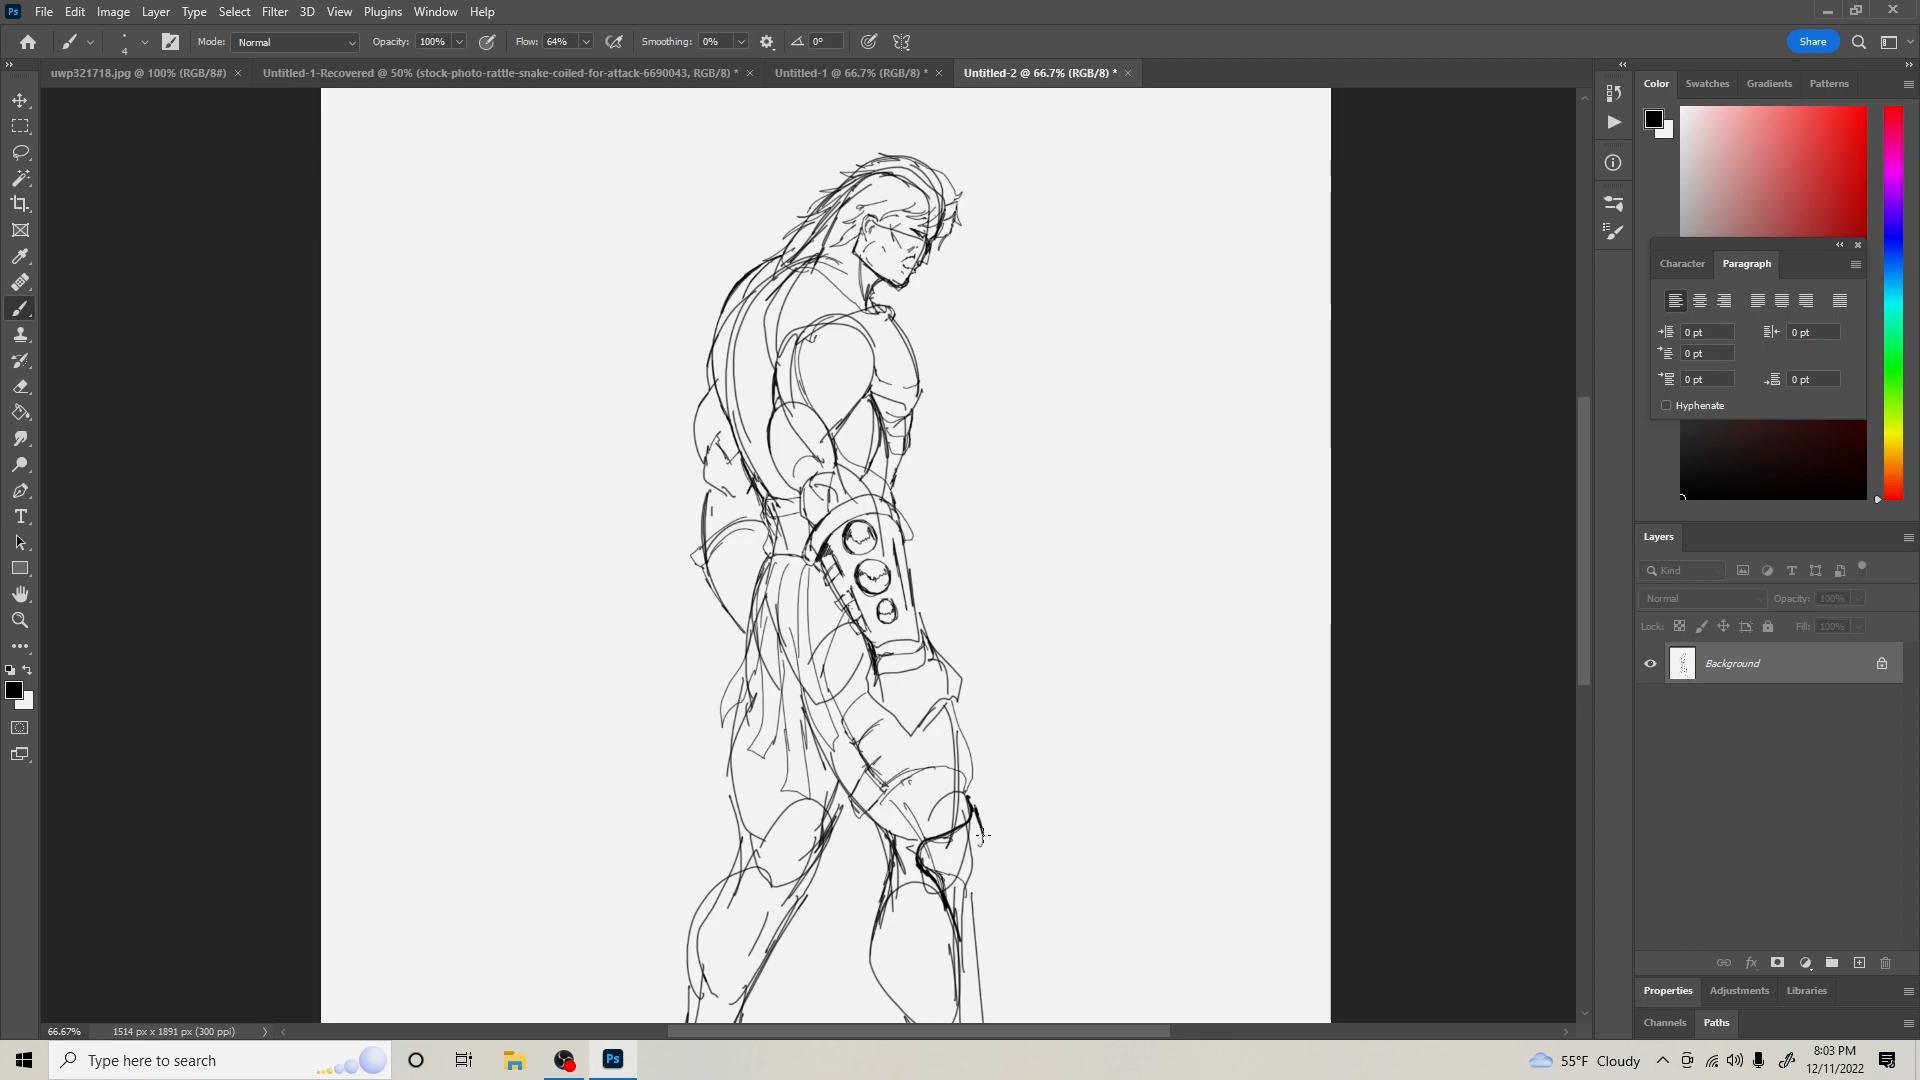 Ps File Edit Image Layer Type Select Filter 3D View Plugins Window Help
4 Mode: Normal Opacity: 100% Flow: 64% Smoothing: 0% 0° Share
uwp321718.jpg @ 100% (RGB/8#) × Untitled-1-Recovered @ 50% (stock-photo-rattle-snake-coiled-for-attack-6690043, RGB/8) * × Untitled-1 @ 66.7% (RGB/8) * × Untitled-2 @ 66.7% (RGB/8) * ×
Color Swatches Gradients Patterns
Character Paragraph
0 pt 0 pt
0 pt
0 pt 0 pt
Hyphenate
Layers
Kind
Normal Opacity: 100%
Lock: Fill: 100%
Background
fx
Properties Adjustments Libraries
Channels Paths
66.67% 1514 px x 1891 px (300 ppi)
Type here to search
Ps
55°F Cloudy
8:03 PM
12/11/2022